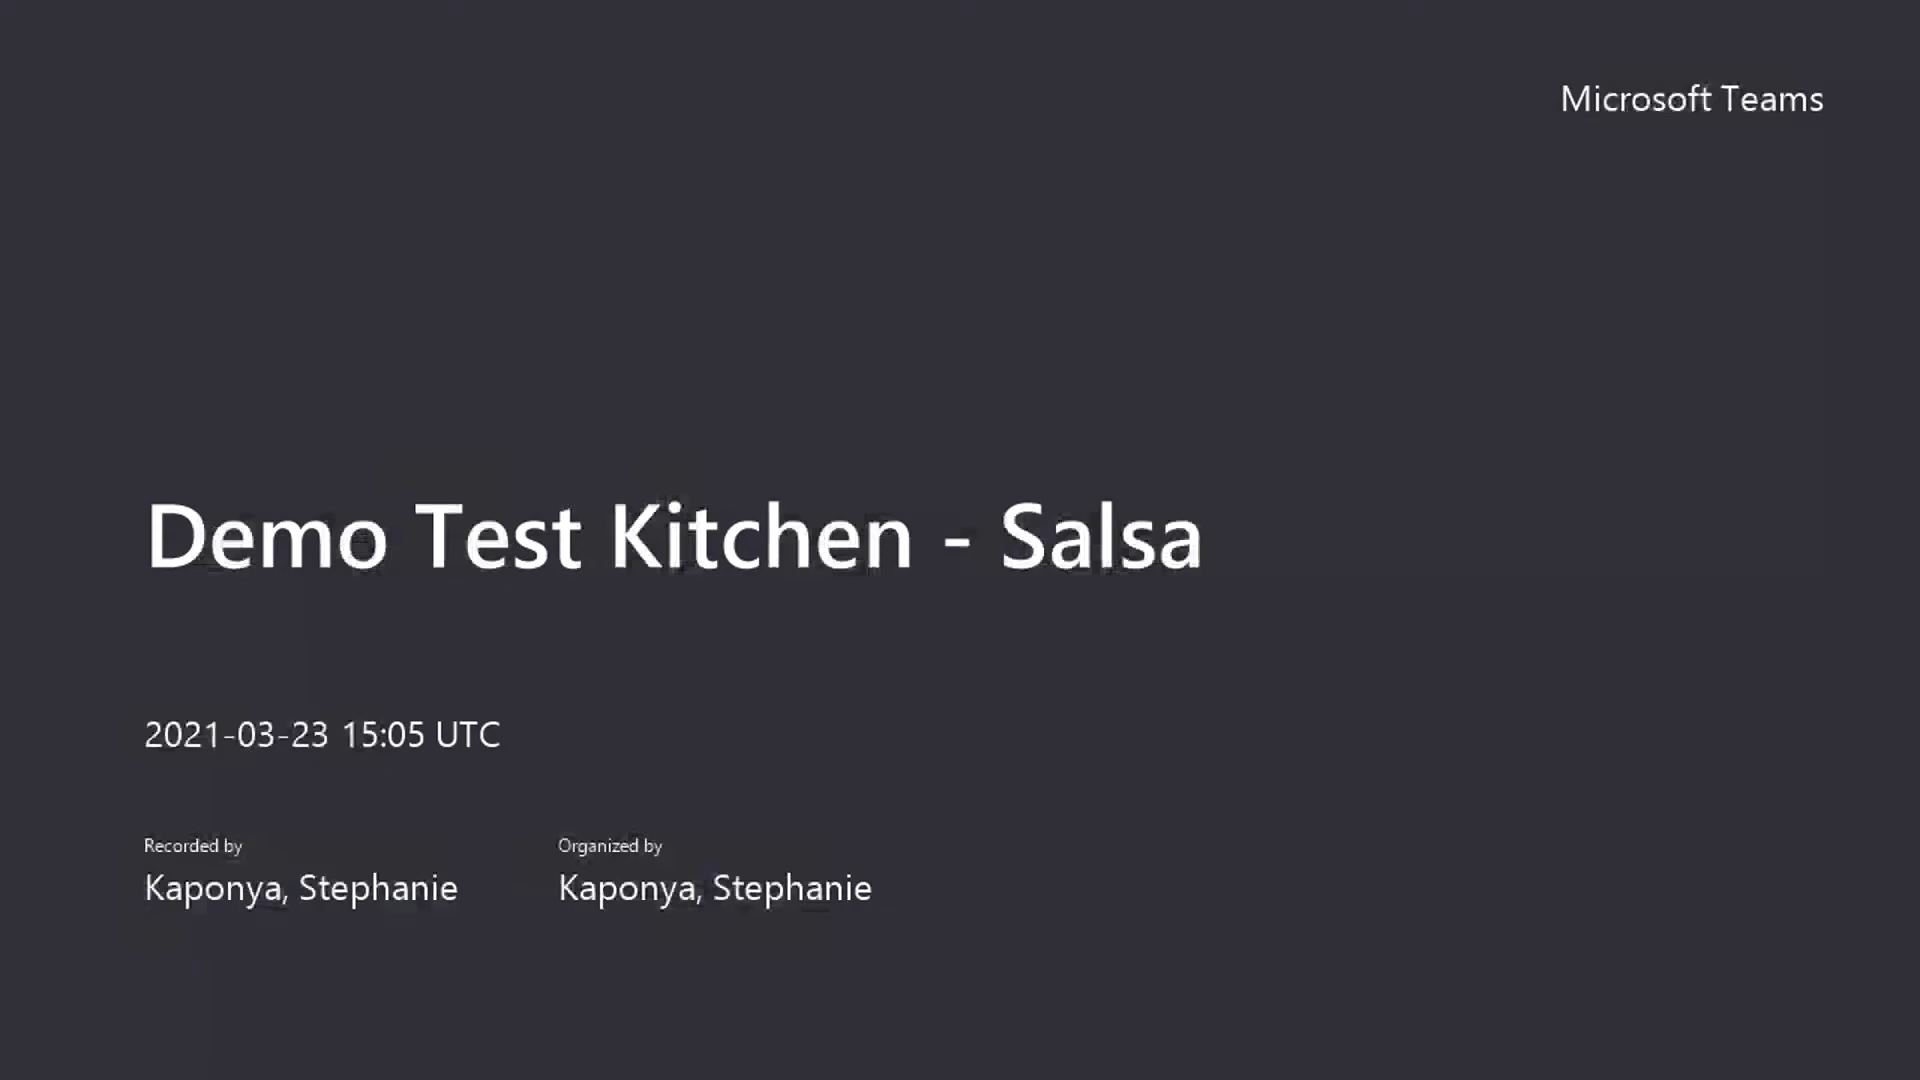 Microsoft Teams
Demo Test Kitchen - Salsa
2021-03-23 15:05 UTC
Recorded by
Kaponya, Stephanie
Organized by
Kaponya, Stephanie